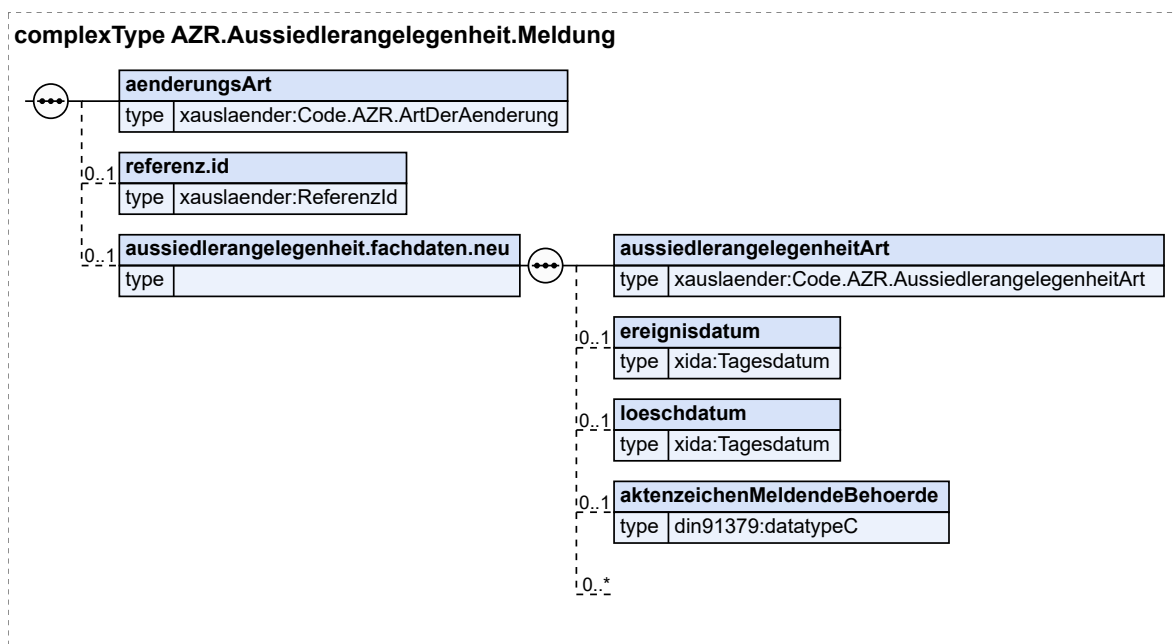 complexType AZR.Aussiedlerangelegenheit.Meldung
aenderungsArt
type xauslaender:Code.AZR.ArtDerAenderung
0..1 referenz.id
type xauslaender:ReferenzId
0..1 aussiedlerangelegenheit.fachdaten.neu
type
aussiedlerangelegenheitArt
type xauslaender:Code.AZR.AussiedlerangelegenheitArt
0..1 ereignisdatum
type xida:Tagesdatum
0..1 loeschdatum
type xida:Tagesdatum
0..1 aktenzeichenMeldendeBehoerde
type din91379:datatypeC
0..*